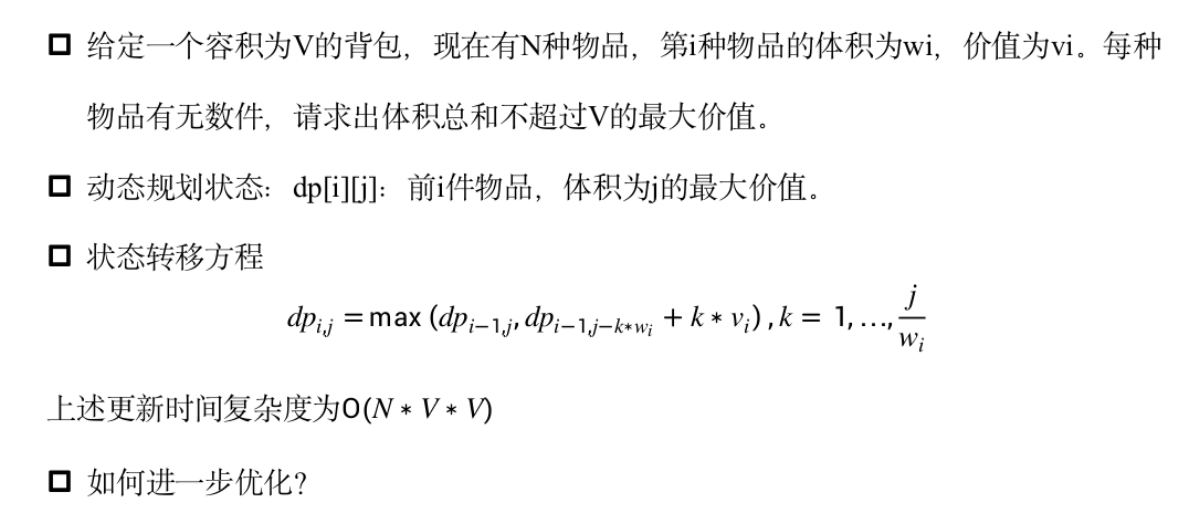 给定一个容积为V的背包，现在有N种物品，第i种物品的体积为wi，价值为vi。每种
物品有无数件，请求出体积总和不超过V的最大价值。
动态规划状态：dp[i][j]：前i件物品，体积为j的最大价值。
状态转移方程
dp_{i,j} = max (dp_{i−1,j}, dp_{i−1,j−k∗w_i} + k ∗ v_i) , k = 1, …, \frac{j}{w_i}
上述更新时间复杂度为O(N ∗ V ∗ V)
如何进一步优化？